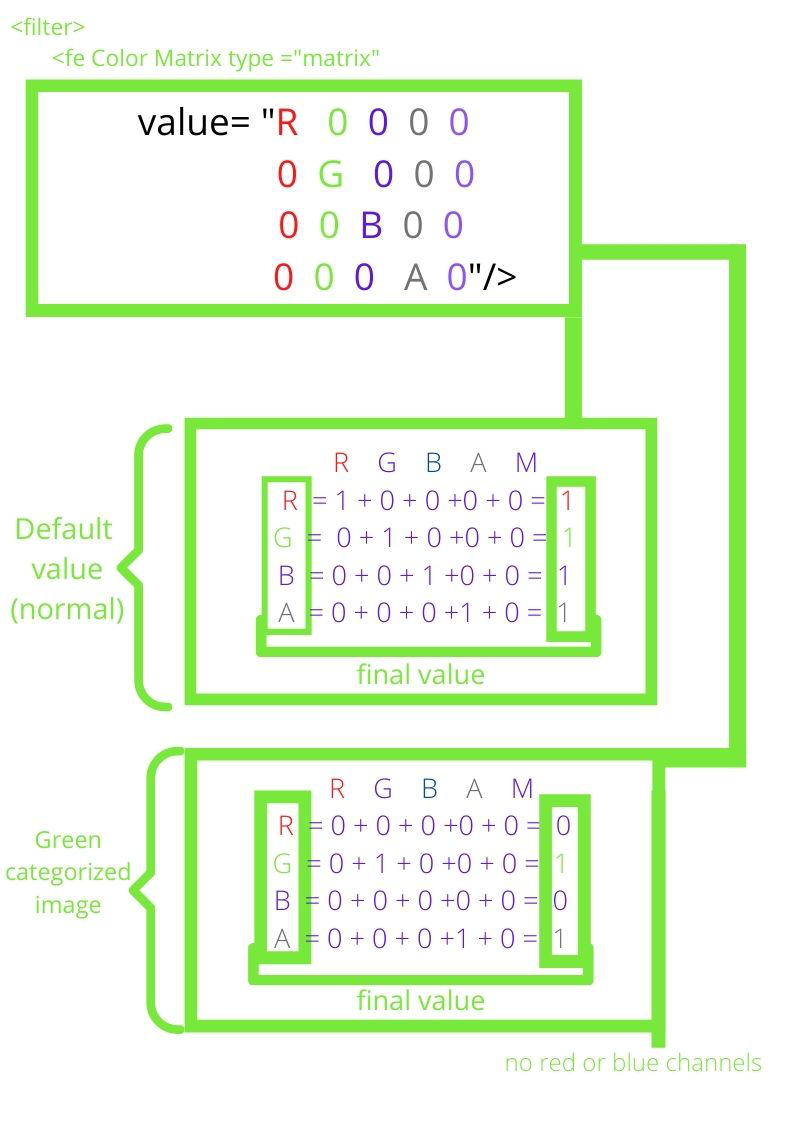 <filter>
<fe Color Matrix type ="matrix"
value= "R 0 0 0 0
0 G 0 0 0
0 0 B 0 0
0 0 0 A 0"/>
Default
value
(normal)
R G B A M
R = 1 + 0 + 0 +0 + 0 = 1
G = 0 + 1 + 0 +0 + 0 = 1
B = 0 + 0 + 1 +0 + 0 = 1
A = 0 + 0 + 0 +1 + 0 = 1
final value
Green
categorized
image
R G B A M
R = 0 + 0 + 0 +0 + 0 = 0
G = 0 + 1 + 0 +0 + 0 = 1
B = 0 + 0 + 0 +0 + 0 = 0
A = 0 + 0 + 0 +1 + 0 = 1
final value
no red or blue channels